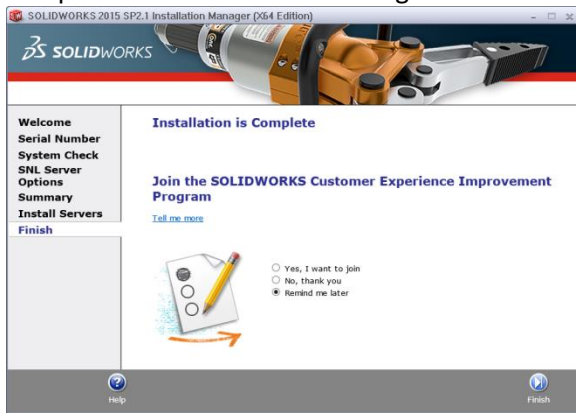 SOLIDWORKS 2015 SP2.1 Installation Manager (X64 Edition)
SOLIDWORKS
Welcome
Serial Number
System Check
SNL Server
Options
Summary
Install Servers
Finish
Installation is Complete
Join the SOLIDWORKS Customer Experience Improvement
Program
Tell me more
Yes, I want to join
No, thank you
Remind me later
Help
Finish